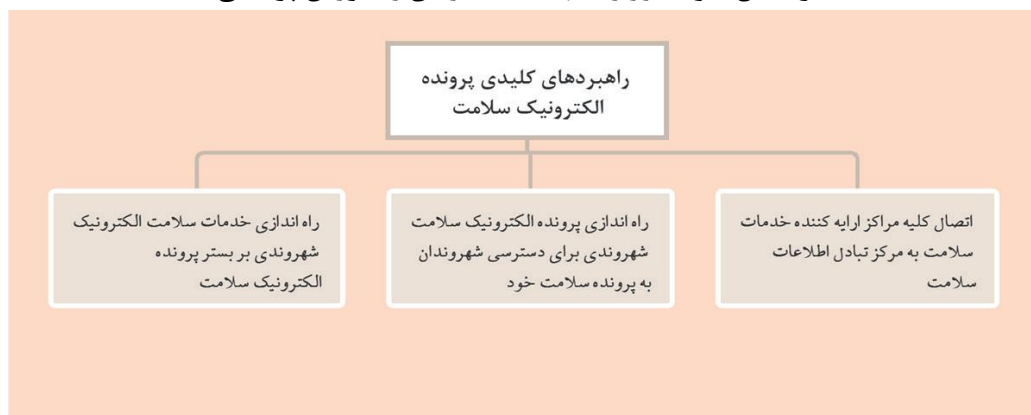 راهبردهای کلیدی پرونده
الکترونیک سلامت
اتصال کلیه مراکز ارایه کننده خدمات
سلامت به مرکز تبادل اطلاعات
سلامت
راه اندازی پرونده الکترونیک سلامت
شهروندی برای دسترسی شهروندان
به پرونده سلامت خود
راه اندازی خدمات سلامت الکترونیک
شهروندی بر بستر پرونده
الکترونیک سلامت